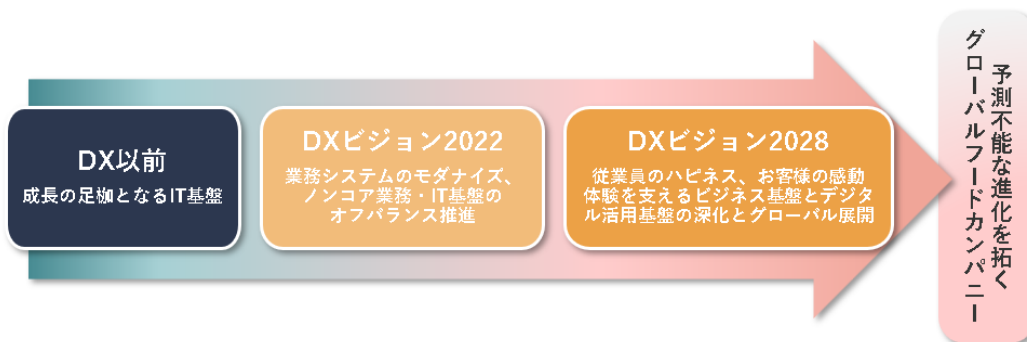 DX以前
成長の足枷となるIT基盤
DXビジョン2022
業務システムのモダナイズ、
ノンコア業務・IT基盤の
オフバランス推進
DXビジョン2028
従業員のハピネス、お客様の感動
体験を支えるビジネス基盤とデジタ
ル活用基盤の深化とグローバル展開
予測不能な進化を拓く
グローバルフードカンパニー